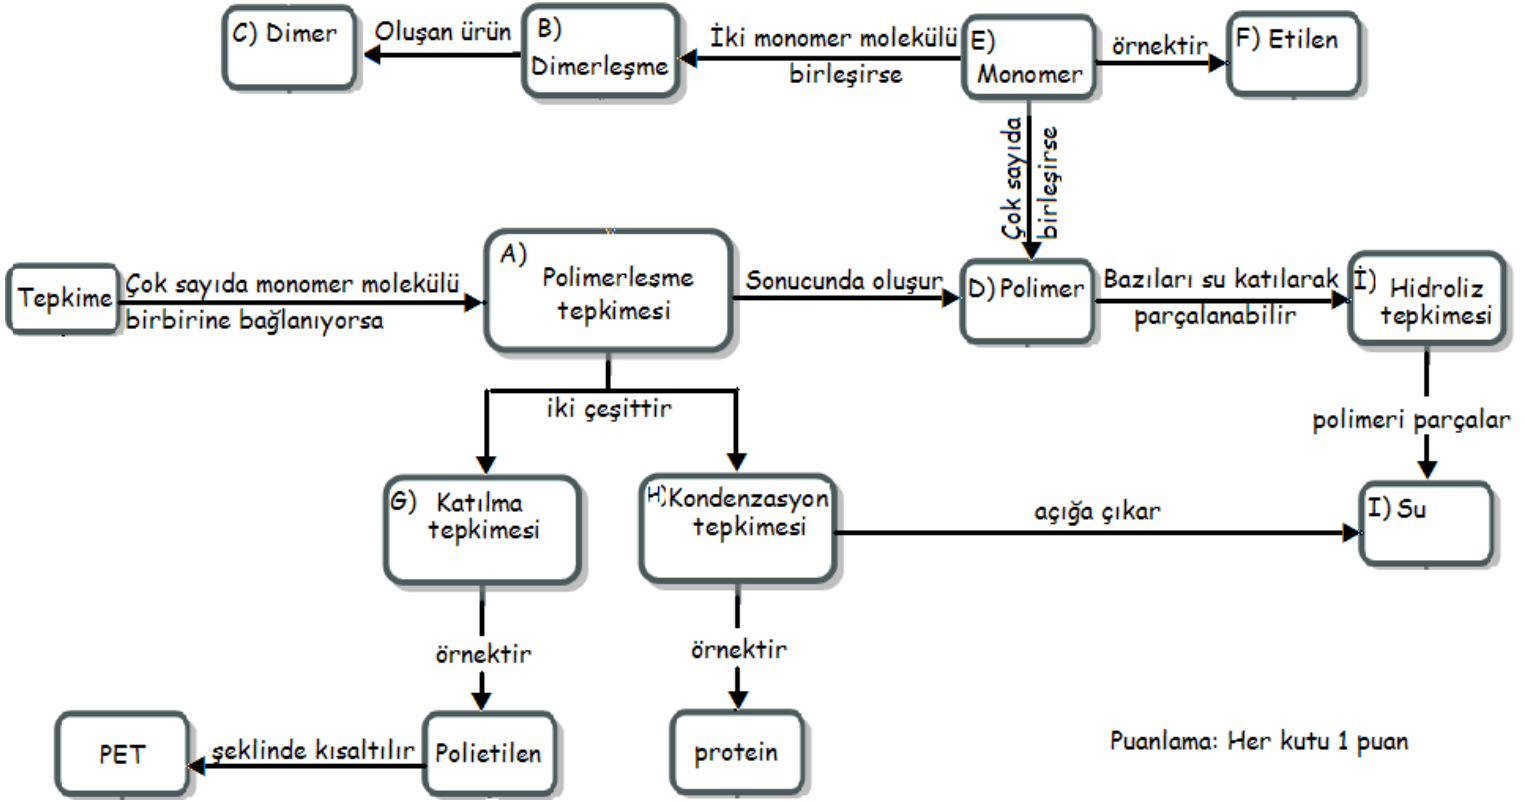 C) Dimer
Oluşan ürün
B)
Dimerleşme
İki monomer molekülü
birleşirse
E)
Monomer
örnektir
F) Etilen
Çok sayıda
birleşirse
Tepkime
Çok sayıda monomer molekülü
birbirine bağlanıyorsa
A)
Polimerleşme
tepkimesi
Sonucunda oluşur
D) Polimer
Bazıları su katılarak
parçalanabilir
İ) Hidroliz
tepkimesi
iki çeşittir
polimeri parçalar
G) Katılma
tepkimesi
H) Kondenzasyon
tepkimesi
açığa çıkar
I) Su
örnektir
örnektir
PET
şeklinde kısaltılır
Polietilen
protein
Puanlama: Her kutu 1 puan